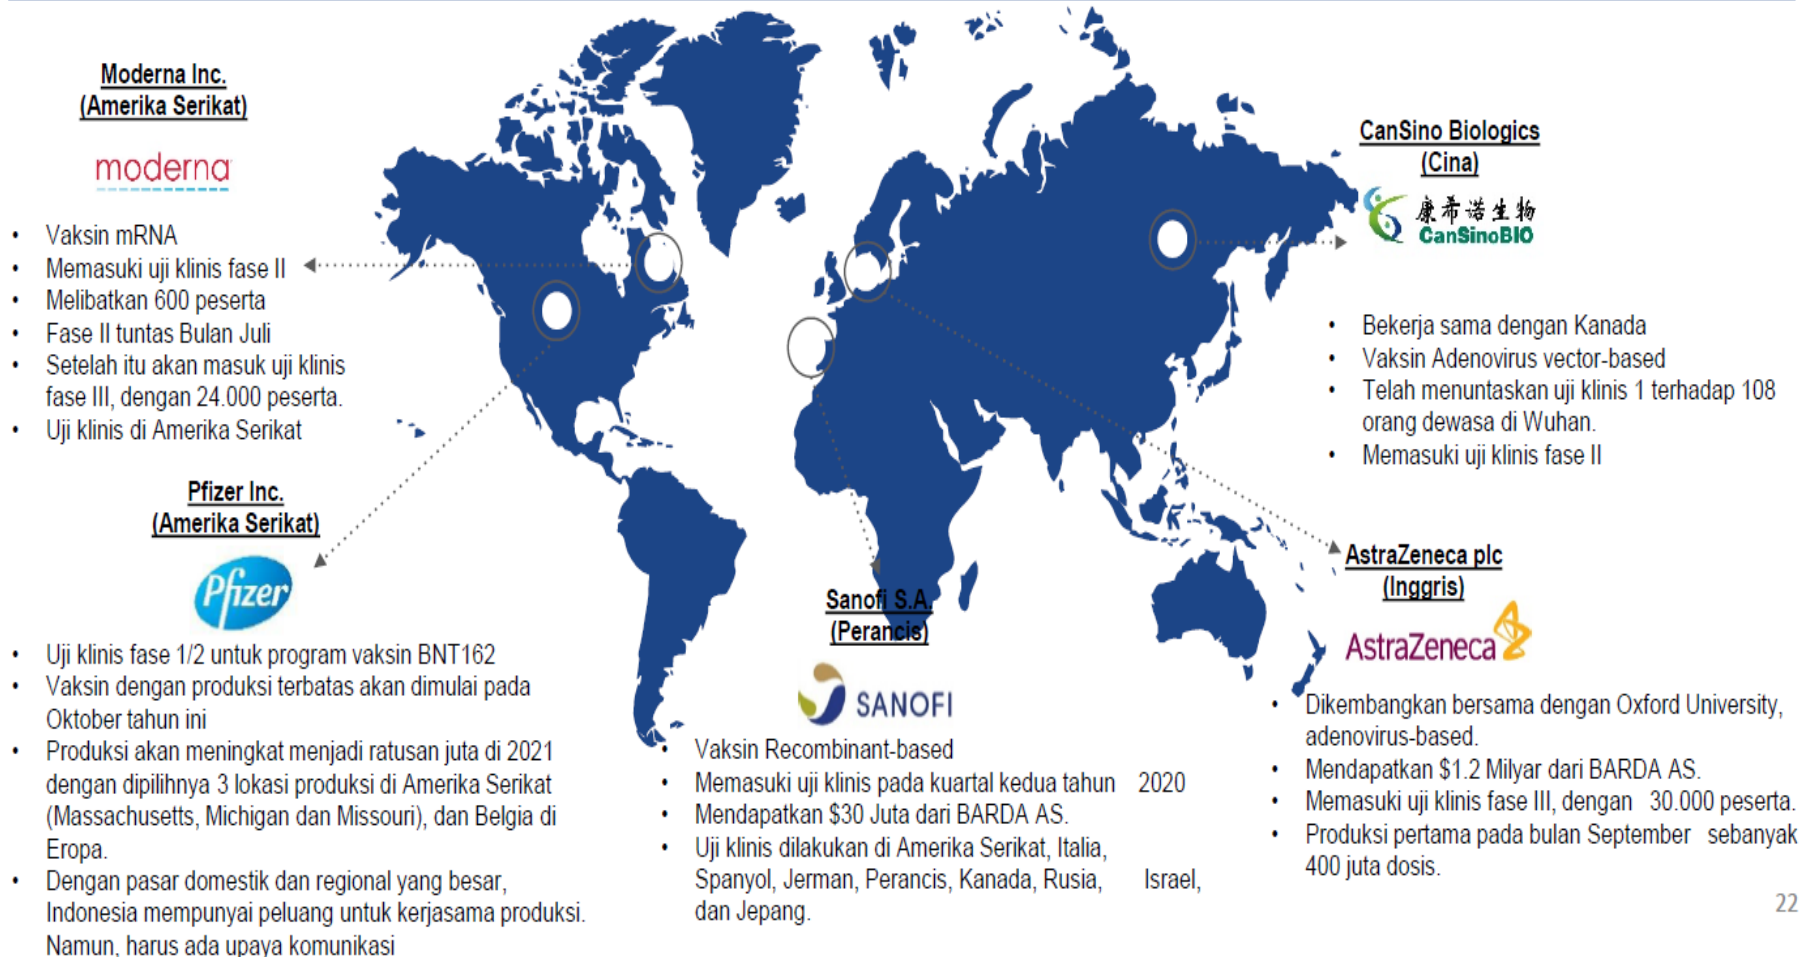 Moderna Inc.
(Amerika Serikat)
moderna
• Vaksin mRNA
• Memasuki uji klinis fase II
• Melibatkan 600 peserta
• Fase II tuntas Bulan Juli
• Setelah itu akan masuk uji klinis
fase III, dengan 24.000 peserta.
• Uji klinis di Amerika Serikat
Pfizer Inc.
(Amerika Serikat)
Pfizer
• Uji klinis fase 1/2 untuk program vaksin BNT162
• Vaksin dengan produksi terbatas akan dimulai pada
Oktober tahun ini
• Produksi akan meningkat menjadi ratusan juta di 2021
dengan dipilihnya 3 lokasi produksi di Amerika Serikat
(Massachusetts, Michigan dan Missouri), dan Belgia di
Eropa.
• Dengan pasar domestik dan regional yang besar,
Indonesia mempunyai peluang untuk kerjasama produksi.
Namun, harus ada upaya komunikasi
Sanofi S.A.
(Perancis)
SANOFI
• Vaksin Recombinant-based
• Memasuki uji klinis pada kuartal kedua tahun 2020
• Mendapatkan $30 Juta dari BARDA AS.
• Uji klinis dilakukan di Amerika Serikat, Italia,
Spanyol, Jerman, Perancis, Kanada, Rusia, Israel,
dan Jepang.
CanSino Biologics
(Cina)
康希诺生物
CanSinoBIO
• Bekerja sama dengan Kanada
• Vaksin Adenovirus vector-based
• Telah menuntaskan uji klinis 1 terhadap 108
orang dewasa di Wuhan.
• Memasuki uji klinis fase II
AstraZeneca plc
(Inggris)
AstraZeneca
• Dikembangkan bersama dengan Oxford University,
adenovirus-based.
• Mendapatkan $1.2 Milyar dari BARDA AS.
• Memasuki uji klinis fase III, dengan 30.000 peserta.
• Produksi pertama pada bulan September sebanyak
400 juta dosis.
22